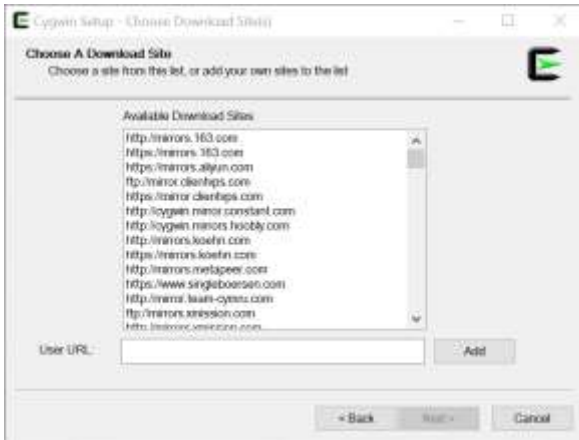 Cygwin Setup - Choose Download Site(s)
Choose A Download Site
Choose a site from this list, or add your own sites to the list
Available Download Sites
http://mirrors.163.com
https://mirrors.163.com
https://mirrors.aliyun.com
ftp://mirror.clientvps.com
https://mirror.clientvps.com
http://cygwin.mirror.constant.com
http://cygwin.mirrors.hoobly.com
http://mirrors.koehn.com
https://mirrors.koehn.com
http://mirrors.metapeer.com
https://www.singleboersen.com
http://mirror.team-cymru.com
ftp://mirrors.xmission.com
http://mirrors.xmission.com
User URL:
Add
< Back
Next >
Cancel